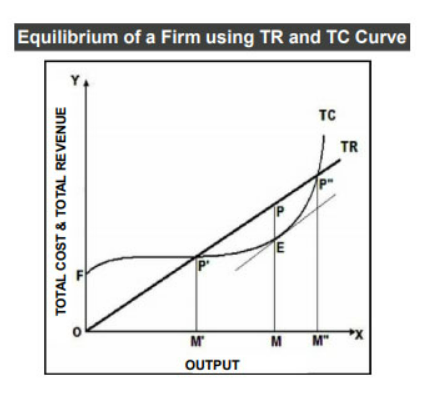 Equilibrium of a Firm using TR and TC Curve
Y
TOTAL COST & TOTAL REVENUE
TC
TR
P"
P
E
P'
F
O
M'
M
M"
X
OUTPUT